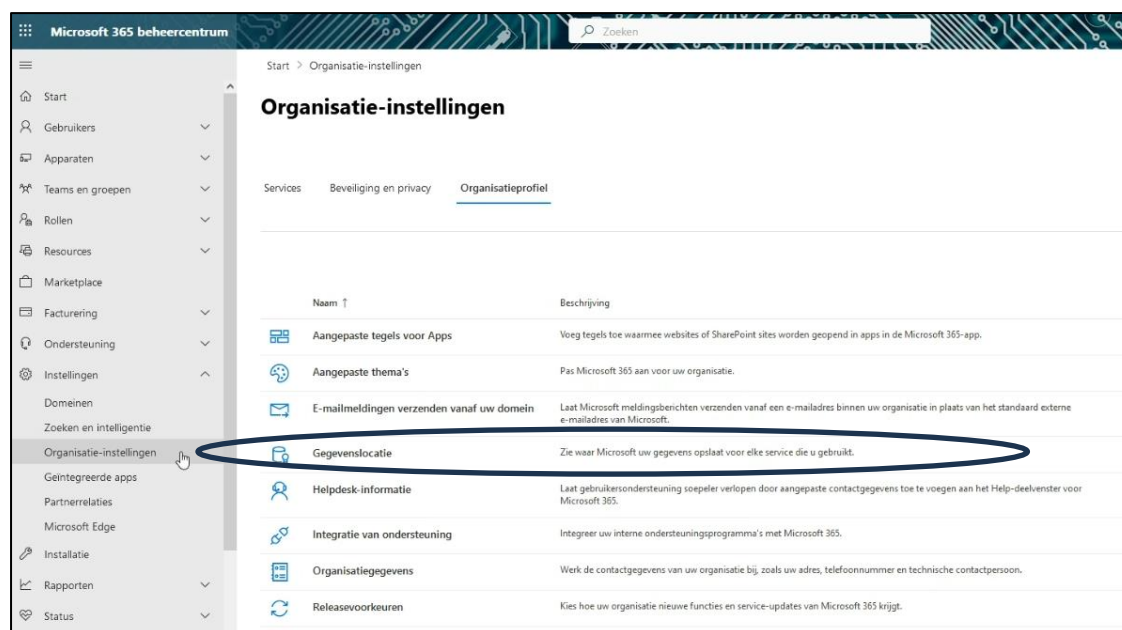 Microsoft 365 beheercentrum
Zoeken
Start > Organisatie-instellingen
Start
Gebruikers
Apparaten
Teams en groepen
Rollen
Resources
Marketplace
Facturering
Ondersteuning
Instellingen
Domeinen
Zoeken en intelligentie
Organisatie-instellingen
Geïntegreerde apps
Partnerrelaties
Microsoft Edge
Installatie
Rapporten
Status
Organisatie-instellingen
Services Beveiliging en privacy Organisatieprofiel
Naam ↑ Beschrijving
Aangepaste tegels voor Apps Voeg tegels toe waarmee websites of SharePoint sites worden geopend in apps in de Microsoft 365-app.
Aangepaste thema's Pas Microsoft 365 aan voor uw organisatie.
E-mailmeldingen verzenden vanaf uw domein Laat Microsoft meldingsberichten verzenden vanaf een e-mailadres binnen uw organisatie in plaats van het standaard externe
e-mailadres van Microsoft.
Gegevenslocatie Zie waar Microsoft uw gegevens opslaat voor elke service die u gebruikt.
Helpdesk-informatie Laat gebruikersondersteuning soepeler verlopen door aangepaste contactgegevens toe te voegen aan het Help-deelvenster voor
Microsoft 365.
Integratie van ondersteuning Integreer uw interne ondersteuningsprogramma's met Microsoft 365.
Organisatiegegevens Werk de contactgegevens van uw organisatie bij, zoals uw adres, telefoonnummer en technische contactpersoon.
Releasevoorkeuren Kies hoe uw organisatie nieuwe functies en service-updates van Microsoft 365 krijgt.